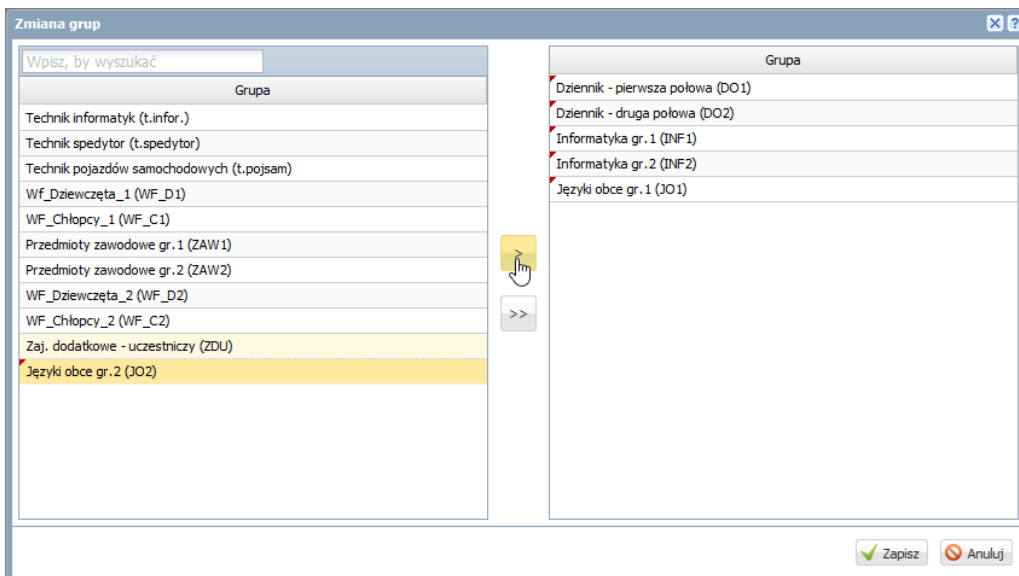 Zmiana grup
Wpisz, by wyszukać
Grupa
Technik informatyk (t.infor.)
Technik spedytor (t.spedytor)
Technik pojazdów samochodowych (t.pojsam)
Wf_Dziewczęta_1 (WF_D1)
WF_Chłopcy_1 (WF_C1)
Przedmioty zawodowe gr.1 (ZAW1)
Przedmioty zawodowe gr.2 (ZAW2)
WF_Dziewczęta_2 (WF_D2)
WF_Chłopcy_2 (WF_C2)
Zaj. dodatkowe - uczestniczy (ZDU)
Języki obce gr.2 (JO2)
>
>>
Grupa
Dziennik - pierwsza połowa (DO1)
Dziennik - druga połowa (DO2)
Informatyka gr.1 (INF1)
Informatyka gr.2 (INF2)
Języki obce gr.1 (JO1)
Zapisz
Anuluj